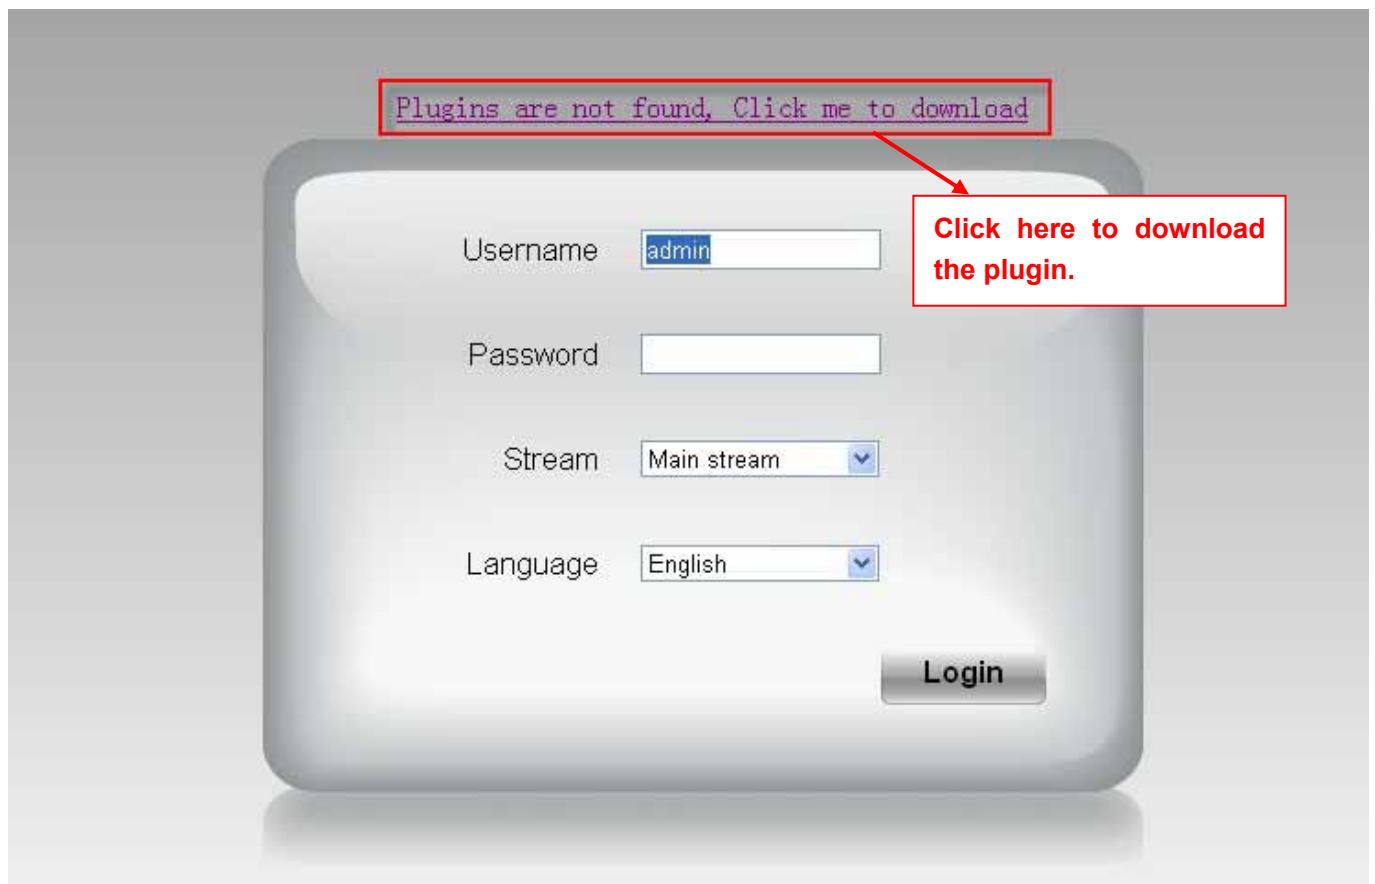 Plugins are not found, Click me to download
Click here to download
the plugin.
Username
admin
Password
Stream
Main stream
Language
English
Login